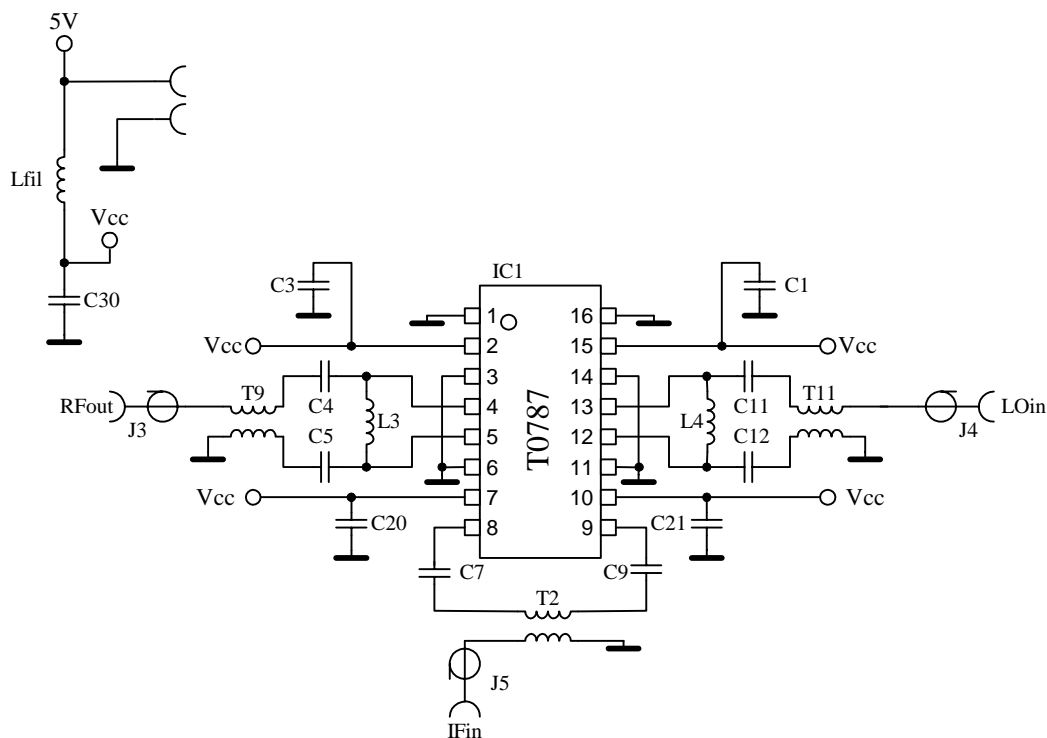 5V
Lfil
Vcc
C30
C3
IC1
C1
1
16
Vcc
2
15
Vcc
3
14
RFout
J3
T9
C4
L3
4
13
L4
C11
T11
J4
LOin
C5
5
12
C12
6
11
T0787
Vcc
7
10
Vcc
C20
8
9
C21
C7
C9
T2
J5
IFin